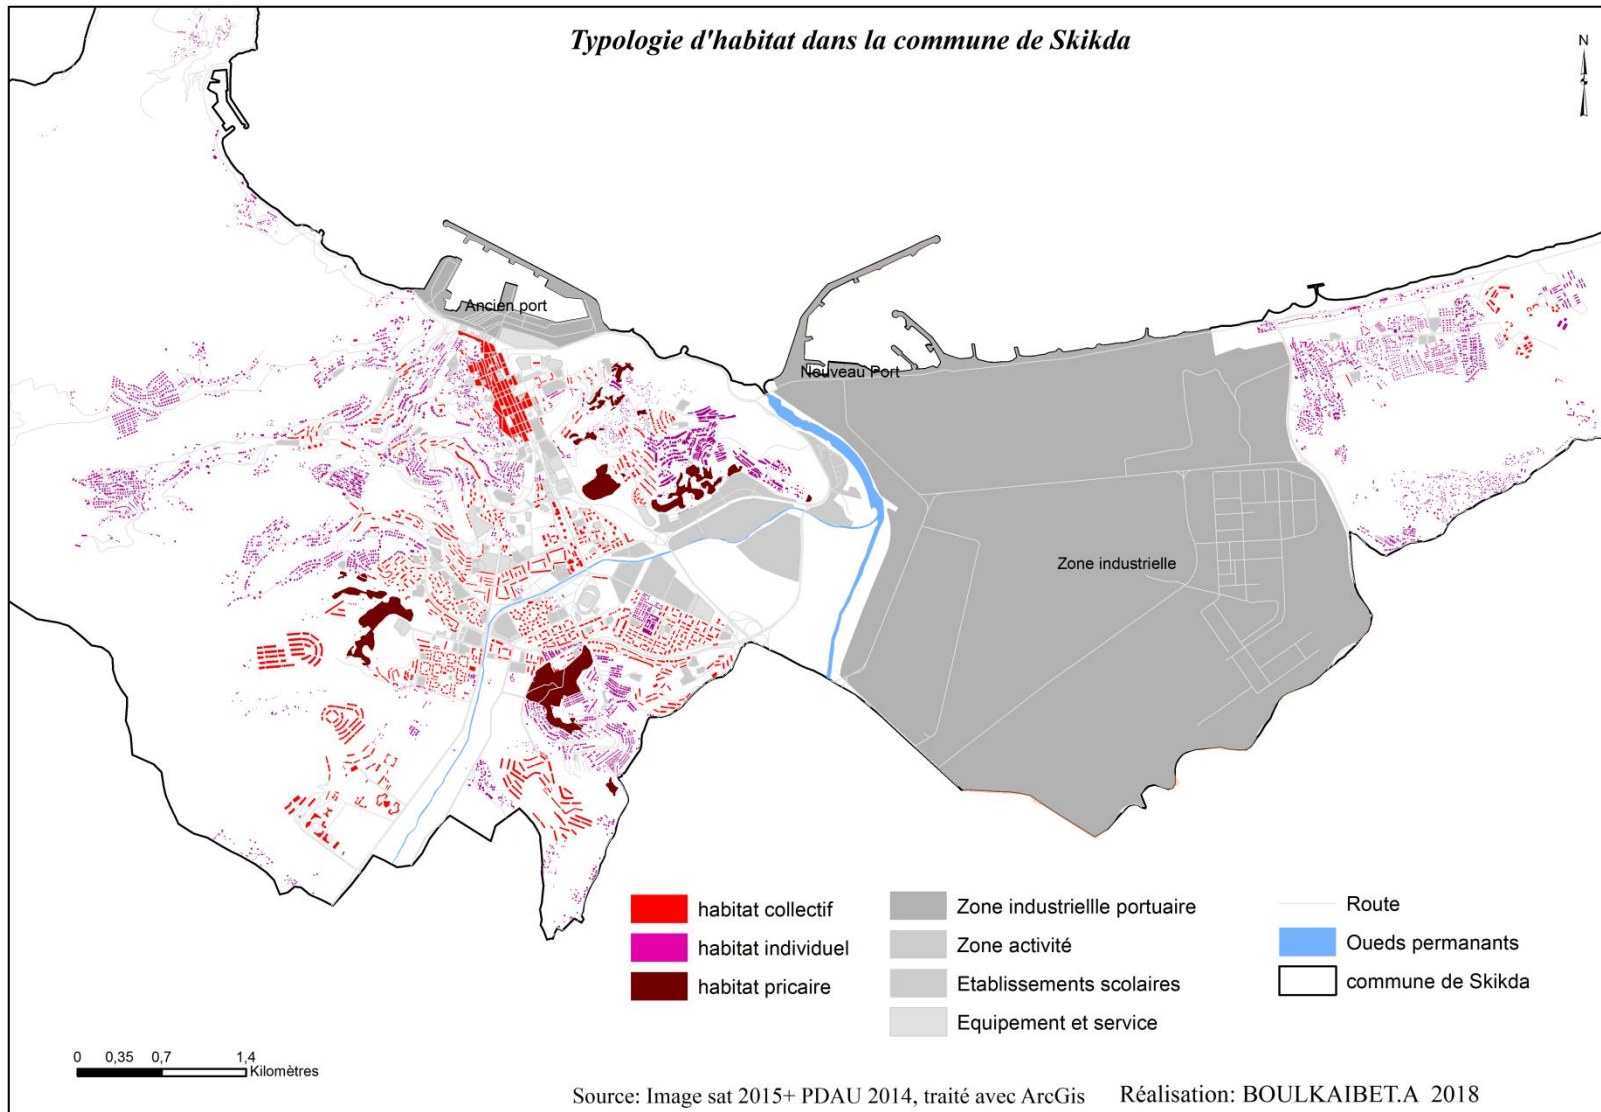 Typologie d'habitat dans la commune de Skikda
N
Ancien port
Nouveau Port
Zone industrielle
habitat collectif
habitat individuel
habitat pricaire
Zone industriellle portuaire
Zone activité
Etablissements scolaires
Equipement et service
Route
Oueds permanants
commune de Skikda
0 0,35 0,7 1,4
Kilomètres
Source: Image sat 2015+ PDAU 2014, traité avec ArcGis Réalisation: BOULKAIBET.A 2018